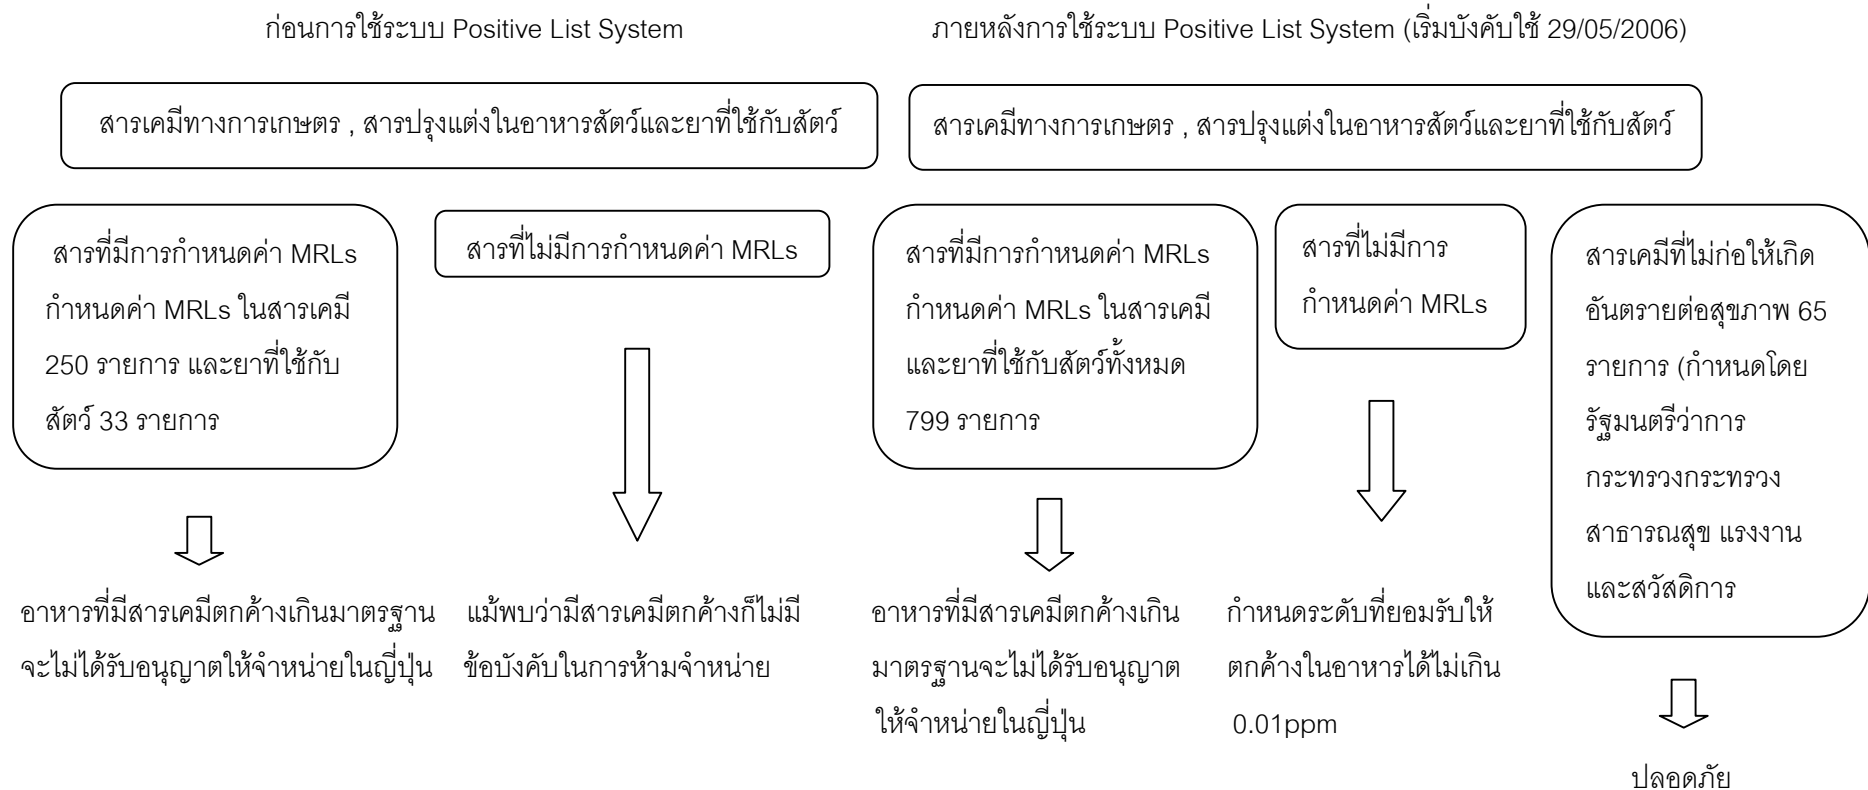 ก่อนการใช้ระบบ Positive List System
ภายหลังการใช้ระบบ Positive List System (เริ่มบังคับใช้ 29/05/2006)
สารเคมีทางการเกษตร , สารปรุงแต่งในอาหารสัตว์และยาที่ใช้กับสัตว์
สารเคมีทางการเกษตร , สารปรุงแต่งในอาหารสัตว์และยาที่ใช้กับสัตว์
สารที่มีการกำหนดค่า MRLs
กำหนดค่า MRLs ในสารเคมี
250 รายการ และยาที่ใช้กับ
สัตว์ 33 รายการ
สารที่ไม่มีการกำหนดค่า MRLs
สารที่มีการกำหนดค่า MRLs
กำหนดค่า MRLs ในสารเคมี
และยาที่ใช้กับสัตว์ทั้งหมด
799 รายการ
สารที่ไม่มีการ
กำหนดค่า MRLs
สารเคมีที่ไม่ก่อให้เกิด
อันตรายต่อสุขภาพ 65
รายการ (กำหนดโดย
รัฐมนตรีว่าการ
กระทรวงกระทรวง
สาธารณสุข แรงงาน
และสวัสดิการ
อาหารที่มีสารเคมีตกค้างเกินมาตรฐาน
จะไม่ได้รับอนุญาตให้จำหน่ายในญี่ปุ่น
แม้พบว่ามีสารเคมีตกค้างก็ไม่มี
ข้อบังคับในการห้ามจำหน่าย
อาหารที่มีสารเคมีตกค้างเกิน
มาตรฐานจะไม่ได้รับอนุญาต
ให้จำหน่ายในญี่ปุ่น
กำหนดระดับที่ยอมรับให้
ตกค้างในอาหารได้ไม่เกิน
0.01ppm
ปลอดภัย